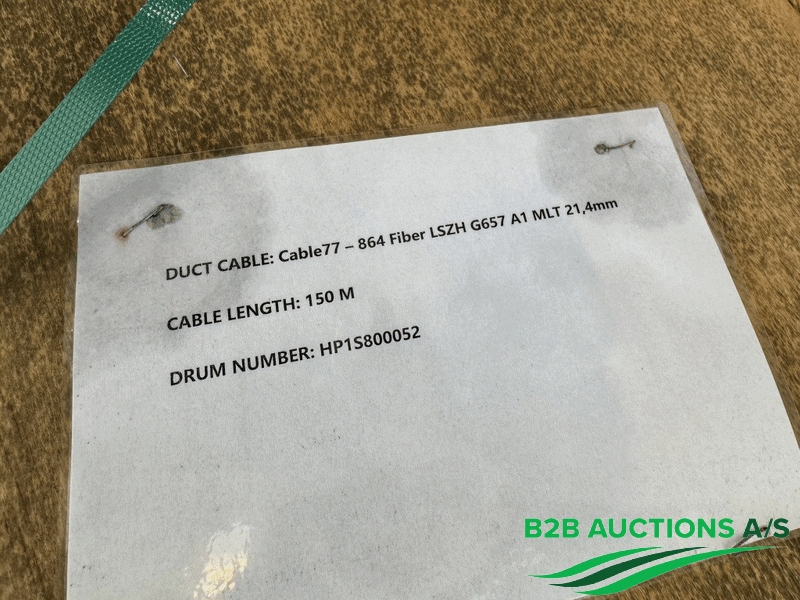 DUCT CABLE: Cable77 – 864 Fiber LSZH G657 A1 MLT 21,4mm
CABLE LENGTH: 150 M
DRUM NUMBER: HP1S800052
B2B AUCTIONS A/S